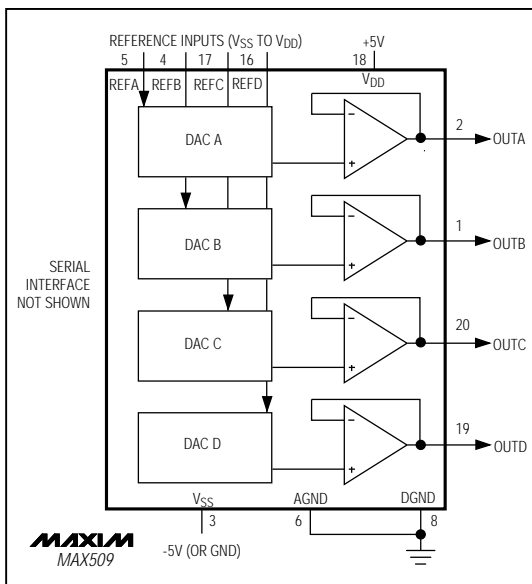 REFERENCE INPUTS (VSS TO VDD)
+5V
5 4 17 16 18
REFA REFB REFC REFD VDD
DAC A
- +
2
OUTA
DAC B
- +
1
OUTB
SERIAL
INTERFACE
NOT SHOWN
DAC C
- +
20
OUTC
DAC D
- +
19
OUTD
VSS AGND DGND
3 6 8
-5V (OR GND)
MAXIM
MAX509